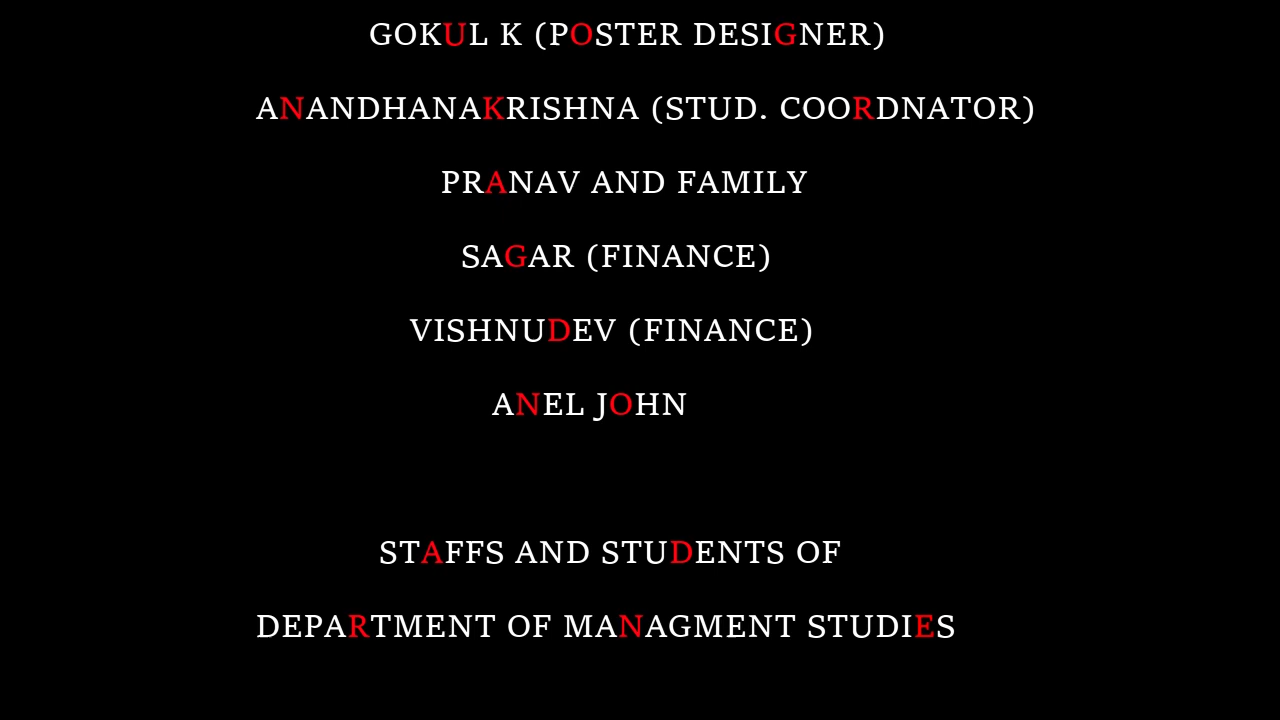 GOKUL K (POSTER DESIGNER)
ANANDHANAKRISHNA (STUD. COORDNATOR)
PRANAV AND FAMILY
SAGAR (FINANCE)
VISHNUDEV (FINANCE)
ANEL JOHN
STAFFS AND STUDENTS OF
DEPARTMENT OF MANAGMENT STUDIES